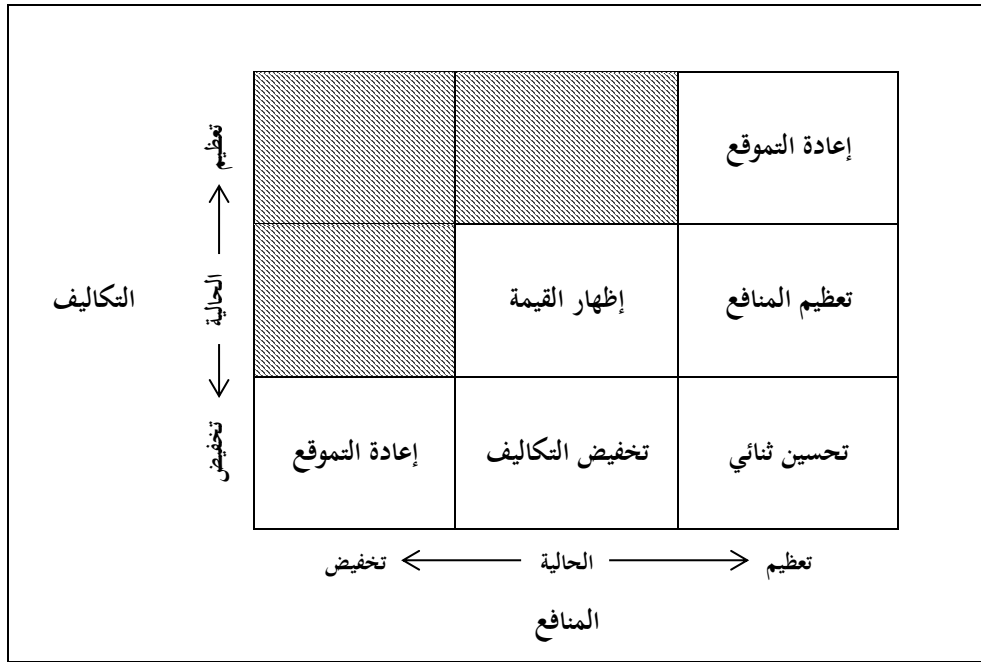 تعظيم
إعادة التموقع
التكاليف
الحالية
إظهار القيمة
تعظيم المنافع
تخفيض
إعادة التموقع
تخفيض التكاليف
تحسين ثنائي
تخفيض
الحالية
تعظيم
المنافع